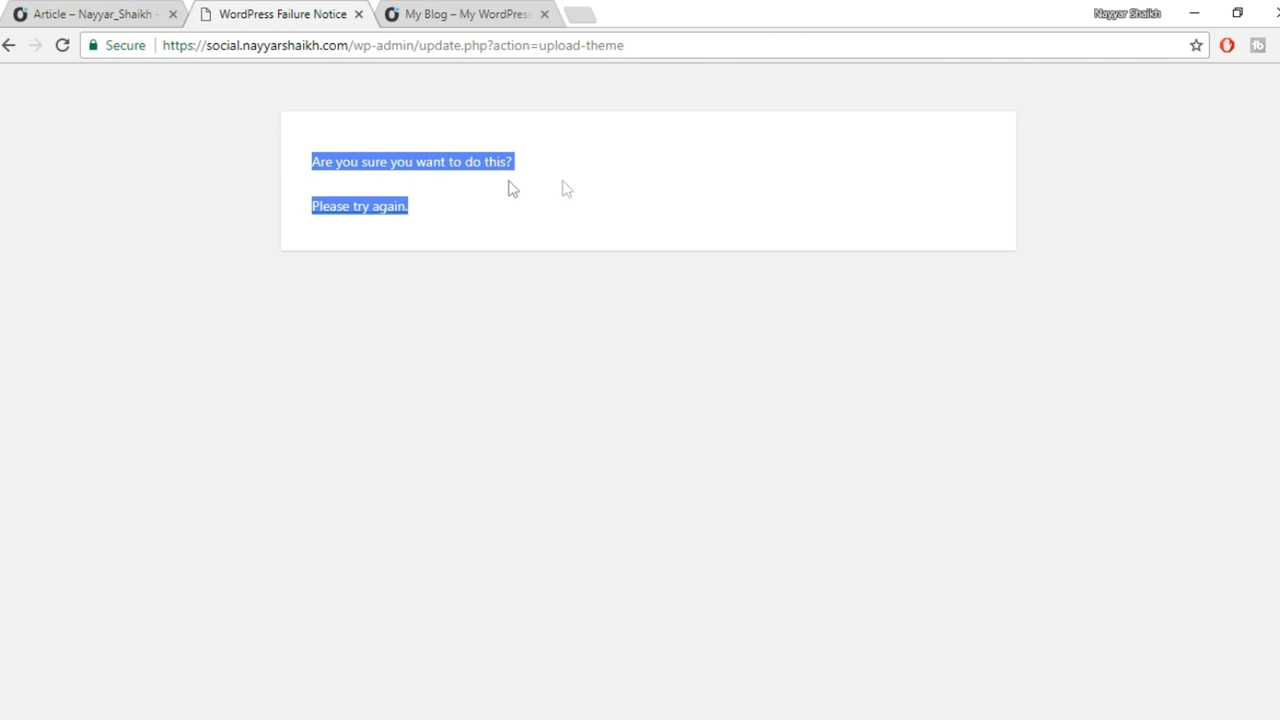 Article – Nayyar_Shaikh -
WordPress Failure Notice
My Blog – My WordPress
Nayyar Shaikh
Secure
https://social.nayyarshaikh.com/wp-admin/update.php?action=upload-theme
Are you sure you want to do this?
Please try again.